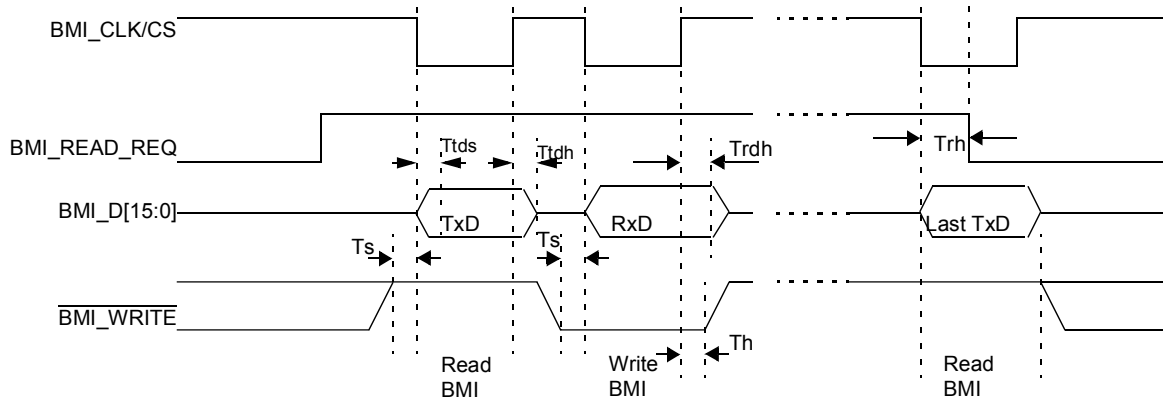 BMI_CLK/CS
BMI_READ_REQ
Ttds
Ttdh
Trdh
Trh
BMI_D[15:0]
TxD
RxD
Last TxD
Ts
Ts
BMI_WRITE
Th
Read
BMI
Write
BMI
Read
BMI